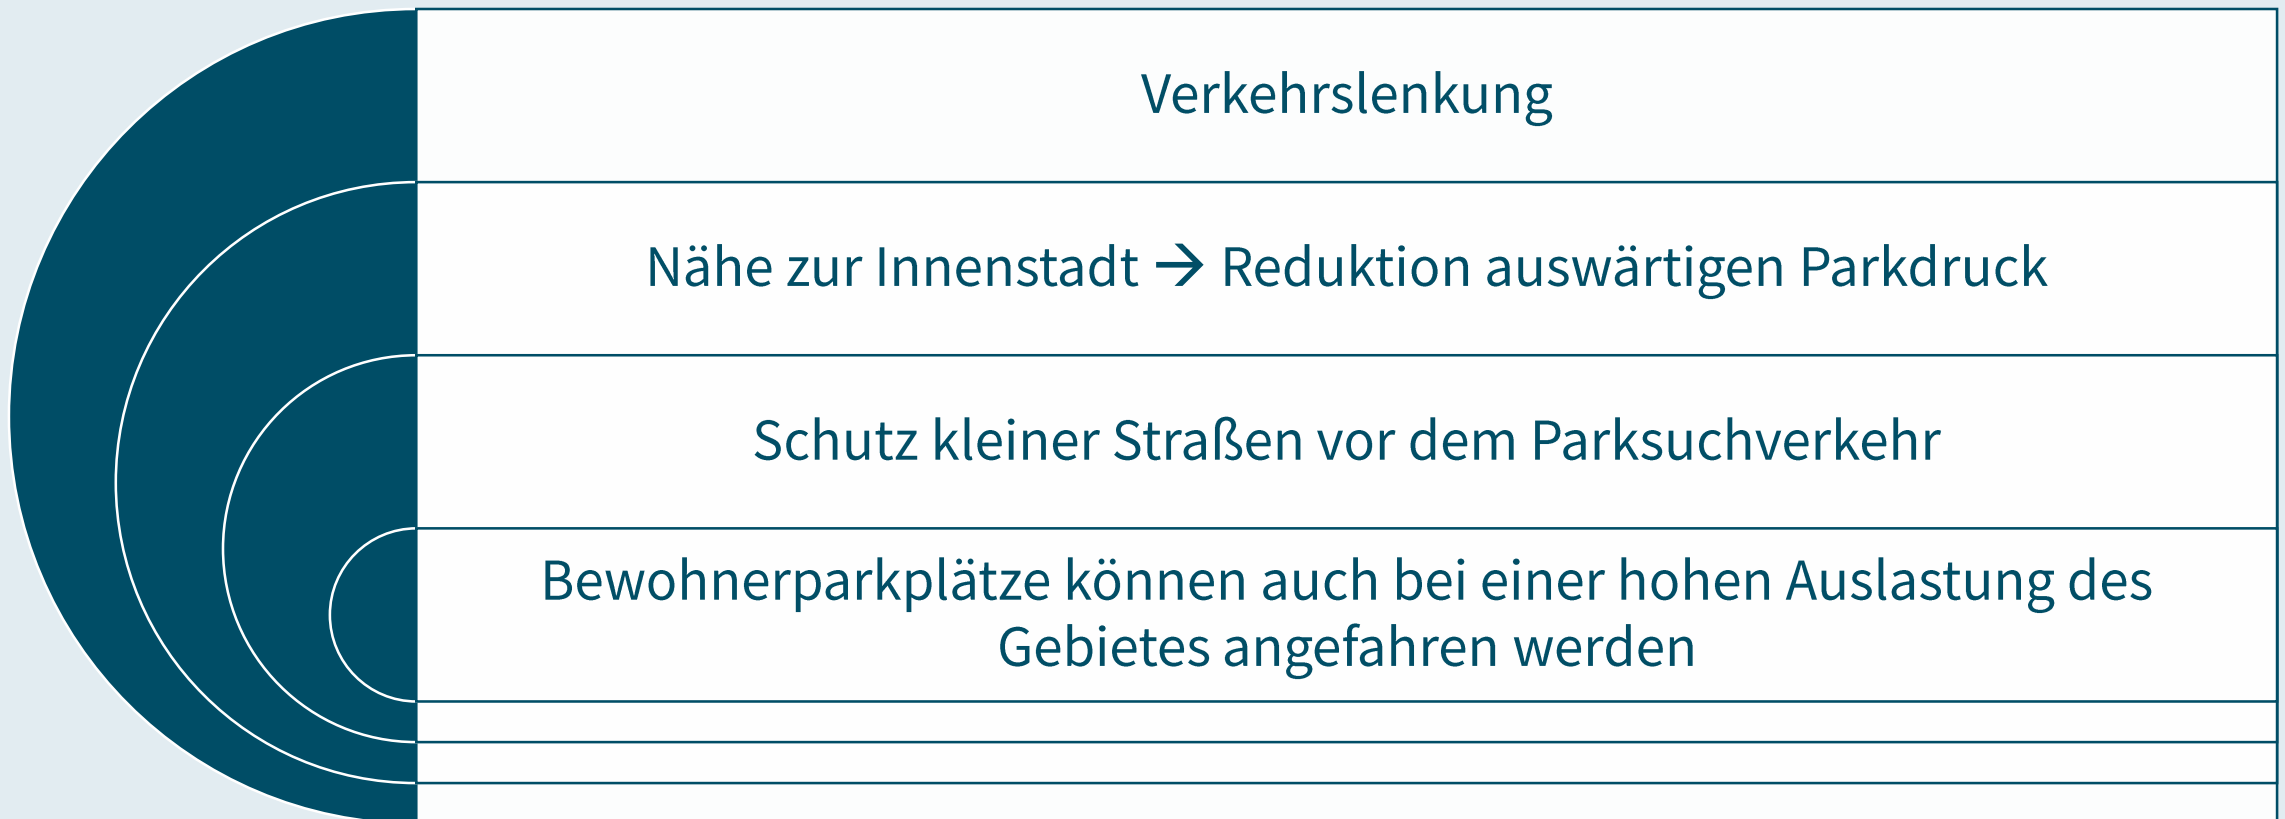 Verkehrslenkung
Nähe zur Innenstadt → Reduktion auswärtigen Parkdruck
Schutz kleiner Straßen vor dem Parksuchverkehr
Bewohnerparkplätze können auch bei einer hohen Auslastung des
Gebietes angefahren werden